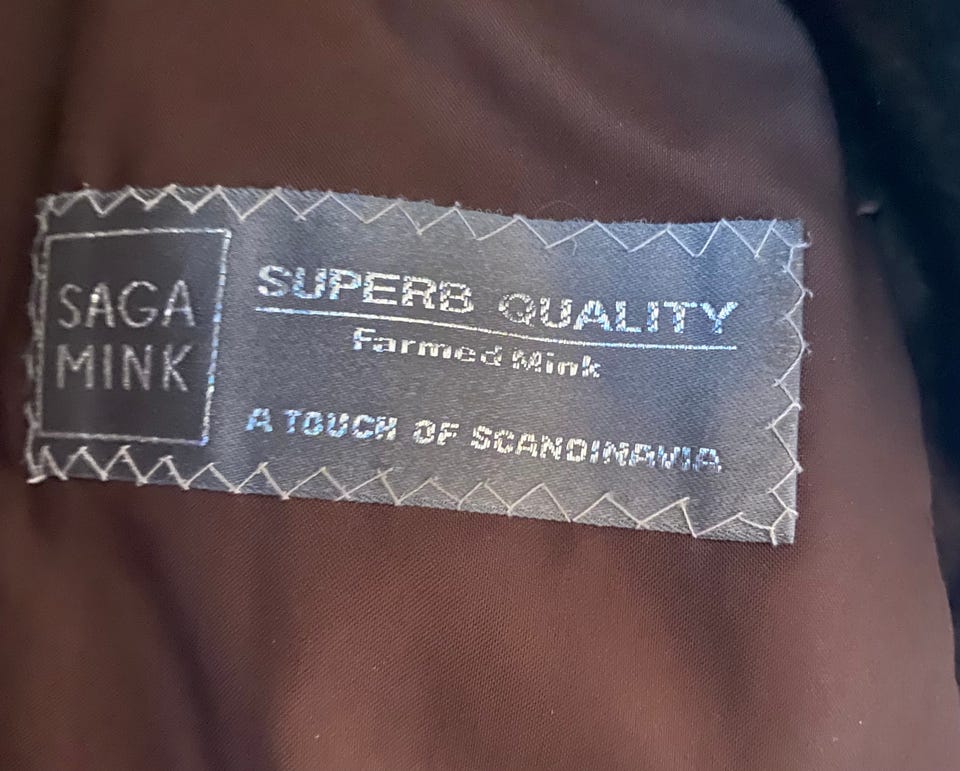 SAGA
MINK
SUPERB QUALITY
Farmed Mink
A TOUCH OF SCANDINAVIA